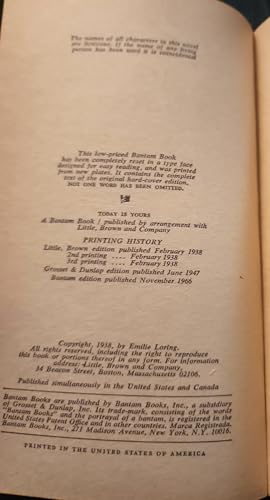 The names of all characters in this novel
are fictitious. If the name of any living
person has been used it is coincidental
This low-priced Bantam Book
has been completely reset in a type face
designed for easy reading, and was printed
from new plates. It contains the complete
text of the original hard-cover edition.
NOT ONE WORD HAS BEEN OMITTED.
TODAY IS YOURS
A Bantam Book / published by arrangement with
Little, Brown and Company
PRINTING HISTORY
Little, Brown edition published February 1938
2nd printing .... February 1938
3rd printing .... February 1938
Grosset & Dunlap edition published June 1947
Bantam edition published November 1966
Copyright, 1938, by Emilie Loring.
All rights reserved, including the right to reproduce
this book or portions thereof in any form. For information
address: Little, Brown and Company,
34 Beacon Street, Boston, Massachusetts 02106.
Published simultaneously in the United States and Canada
Bantam Books are published by Bantam Books, Inc., a subsidiary
of Grosset & Dunlap, Inc. Its trade-mark, consisting of the words
"Bantam Books" and the portrayal of a bantam, is registered in the
United States Patent Office and in other countries. Marca Registrada.
Bantam Books, Inc., 271 Madison Avenue, New York, N.Y. 10016.
PRINTED IN THE UNITED STATES OF AMERICA